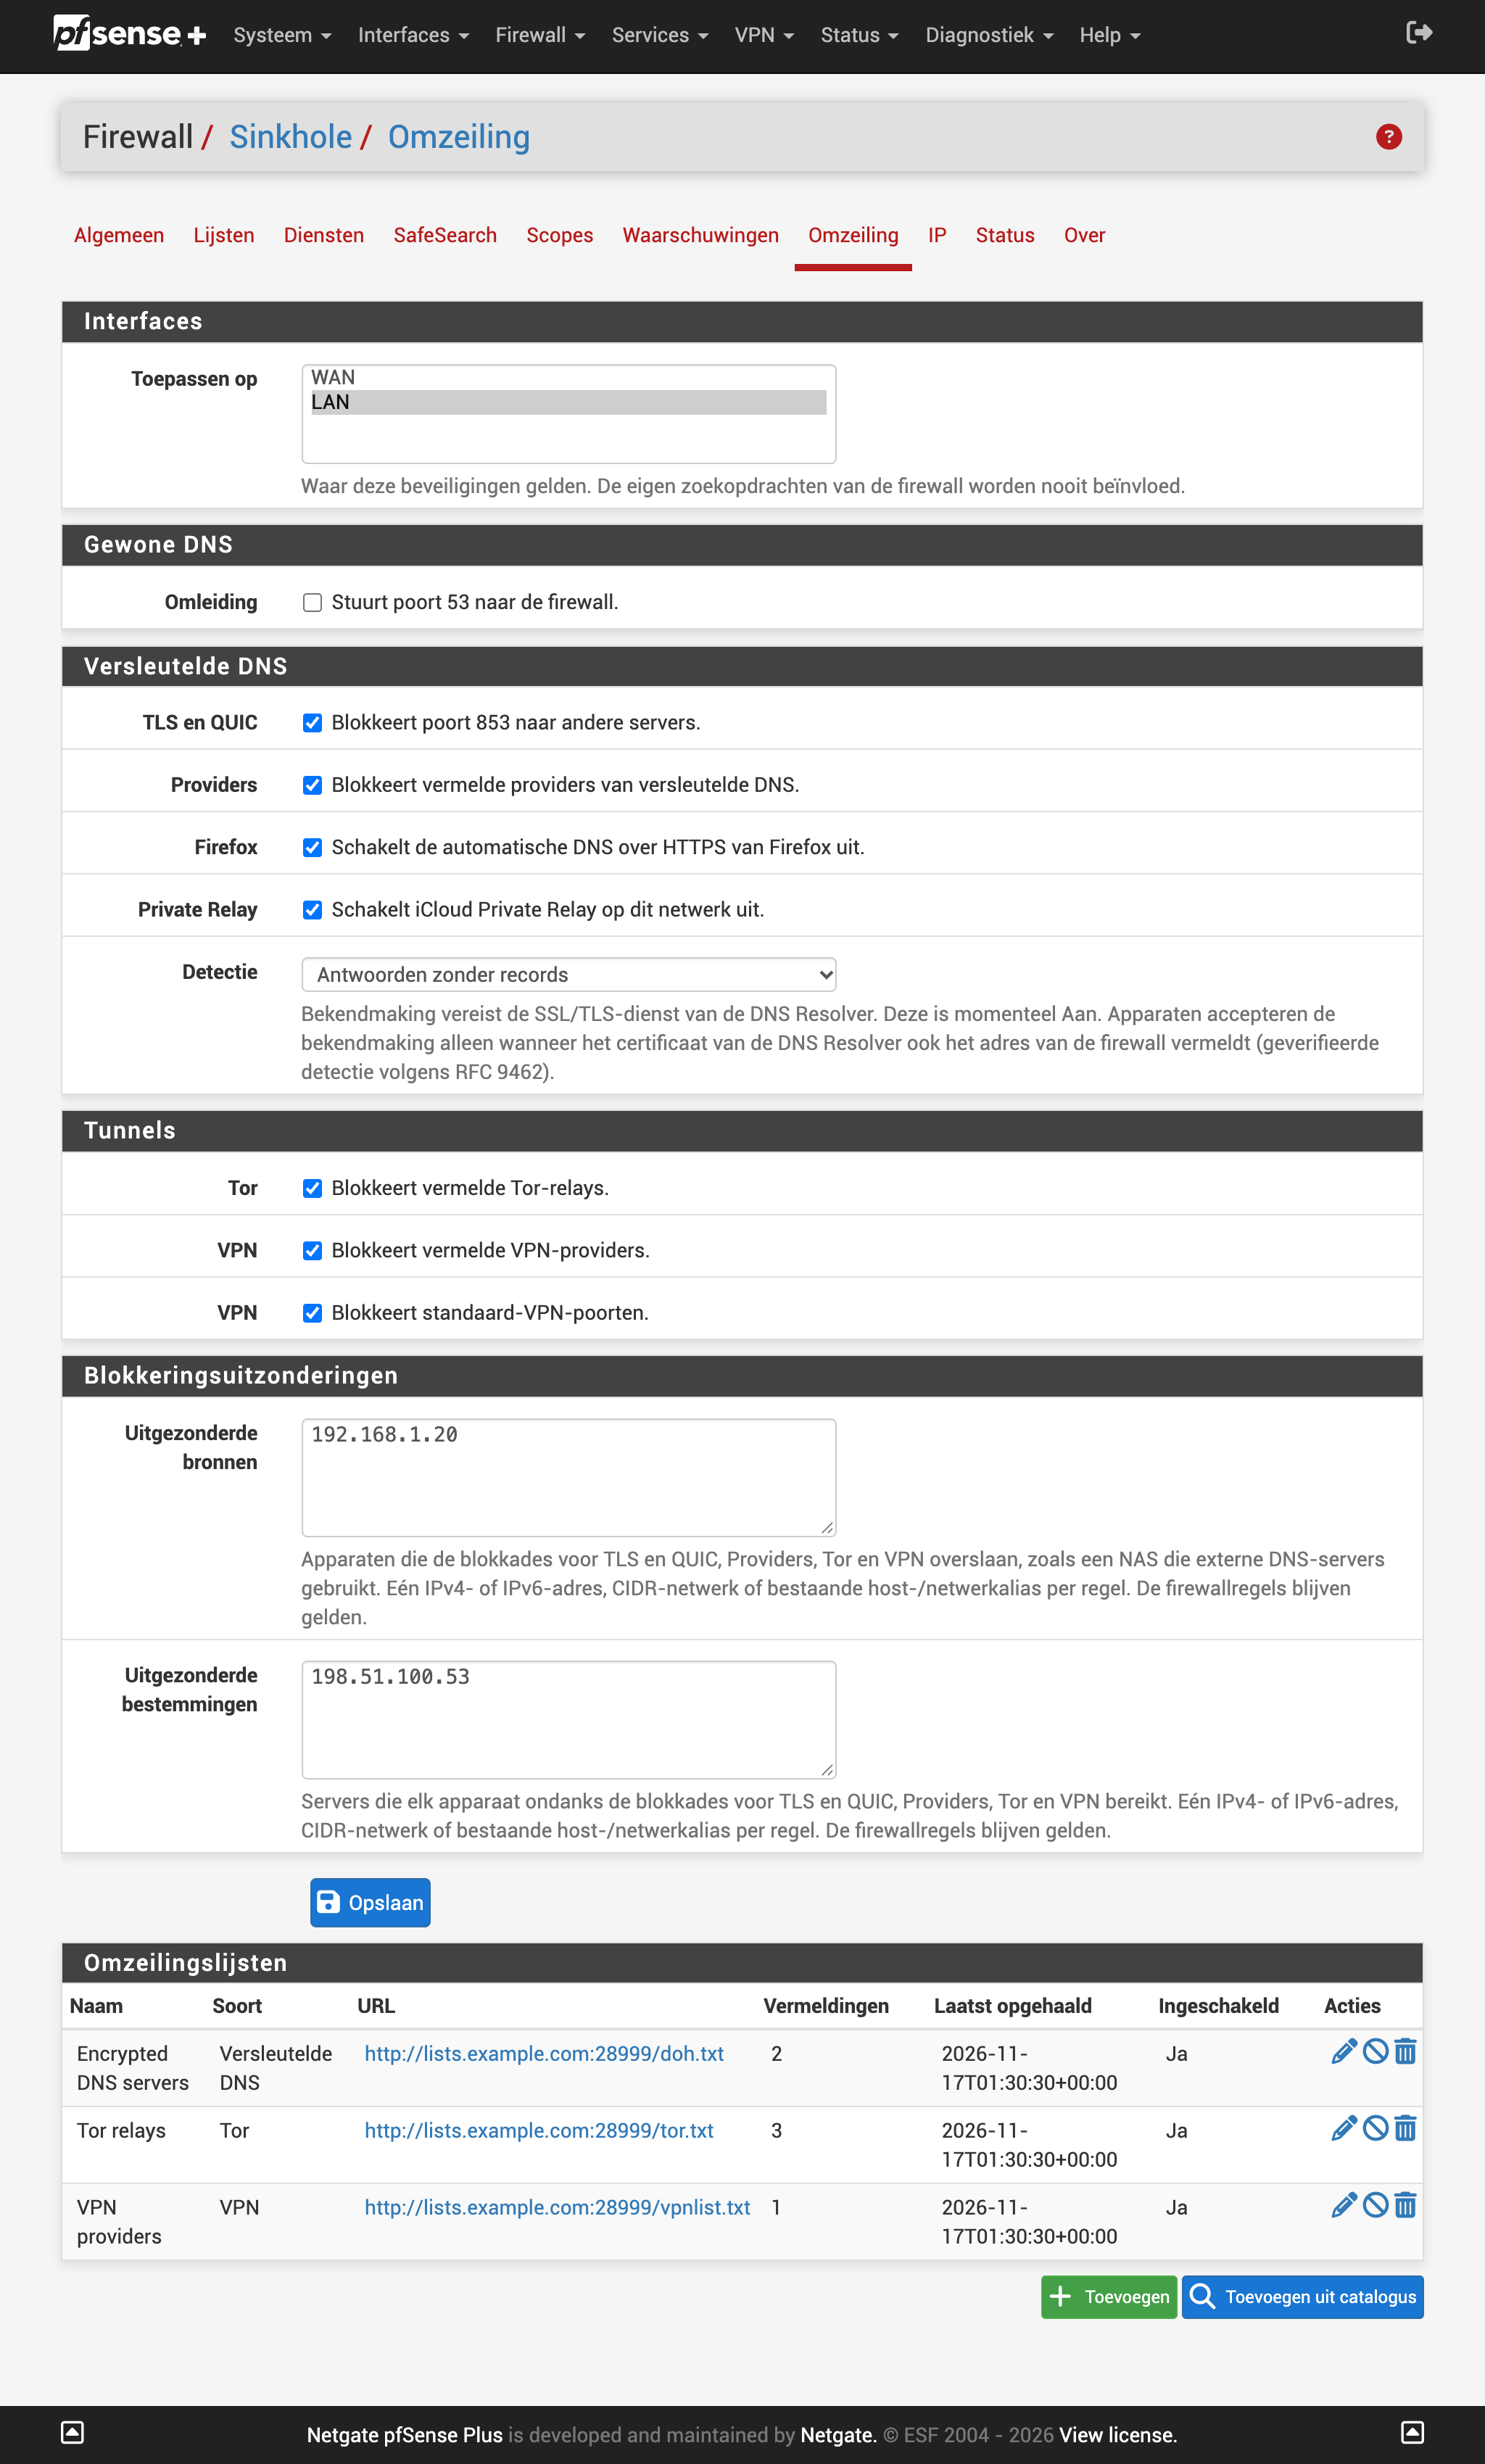 pfsense +
Systeem Interfaces Firewall Services VPN Status Diagnostiek Help
Firewall / Sinkhole / Omzeiling
?
Algemeen Lijsten Diensten SafeSearch Scopes Waarschuwingen Omzeiling IP Status Over
Interfaces
Toepassen op
WAN
LAN
Waar deze beveiligingen gelden. De eigen zoekopdrachten van de firewall worden nooit beïnvloed.
Gewone DNS
Omleiding Stuurt poort 53 naar de firewall.
Versleutelde DNS
TLS en QUIC Blokkeert poort 853 naar andere servers.
Providers Blokkeert vermelde providers van versleutelde DNS.
Firefox Schakelt de automatische DNS over HTTPS van Firefox uit.
Private Relay Schakelt iCloud Private Relay op dit netwerk uit.
Detectie Antwoorden zonder records
Bekendmaking vereist de SSL/TLS-dienst van de DNS Resolver. Deze is momenteel Aan. Apparaten accepteren de
bekendmaking alleen wanneer het certificaat van de DNS Resolver ook het adres van de firewall vermeldt (geverifieerde
detectie volgens RFC 9462).
Tunnels
Tor Blokkeert vermelde Tor-relays.
VPN Blokkeert vermelde VPN-providers.
VPN Blokkeert standaard-VPN-poorten.
Blokkeringsuitzonderingen
Uitgezonderde
bronnen
192.168.1.20
Apparaten die de blokkades voor TLS en QUIC, Providers, Tor en VPN overslaan, zoals een NAS die externe DNS-servers
gebruikt. Eén IPv4- of IPv6-adres, CIDR-netwerk of bestaande host-/netwerkalias per regel. De firewallregels blijven
gelden.
Uitgezonderde
bestemmingen
198.51.100.53
Servers die elk apparaat ondanks de blokkades voor TLS en QUIC, Providers, Tor en VPN bereikt. Eén IPv4- of IPv6-adres,
CIDR-netwerk of bestaande host-/netwerkalias per regel. De firewallregels blijven gelden.
Opslaan
Omzeilingslijsten
Naam Soort URL Vermeldingen Laatst opgehaald Ingeschakeld Acties
Encrypted Versleutelde http://lists.example.com:28999/doh.txt 2 2026-11- Ja
DNS servers DNS 17T01:30:30+00:00
Tor relays Tor http://lists.example.com:28999/tor.txt 3 2026-11- Ja
17T01:30:30+00:00
VPN VPN http://lists.example.com:28999/vpnlist.txt 1 2026-11- Ja
providers 17T01:30:30+00:00
Toevoegen Toevoegen uit catalogus
Netgate pfSense Plus is developed and maintained by Netgate. © ESF 2004 - 2026 View license.